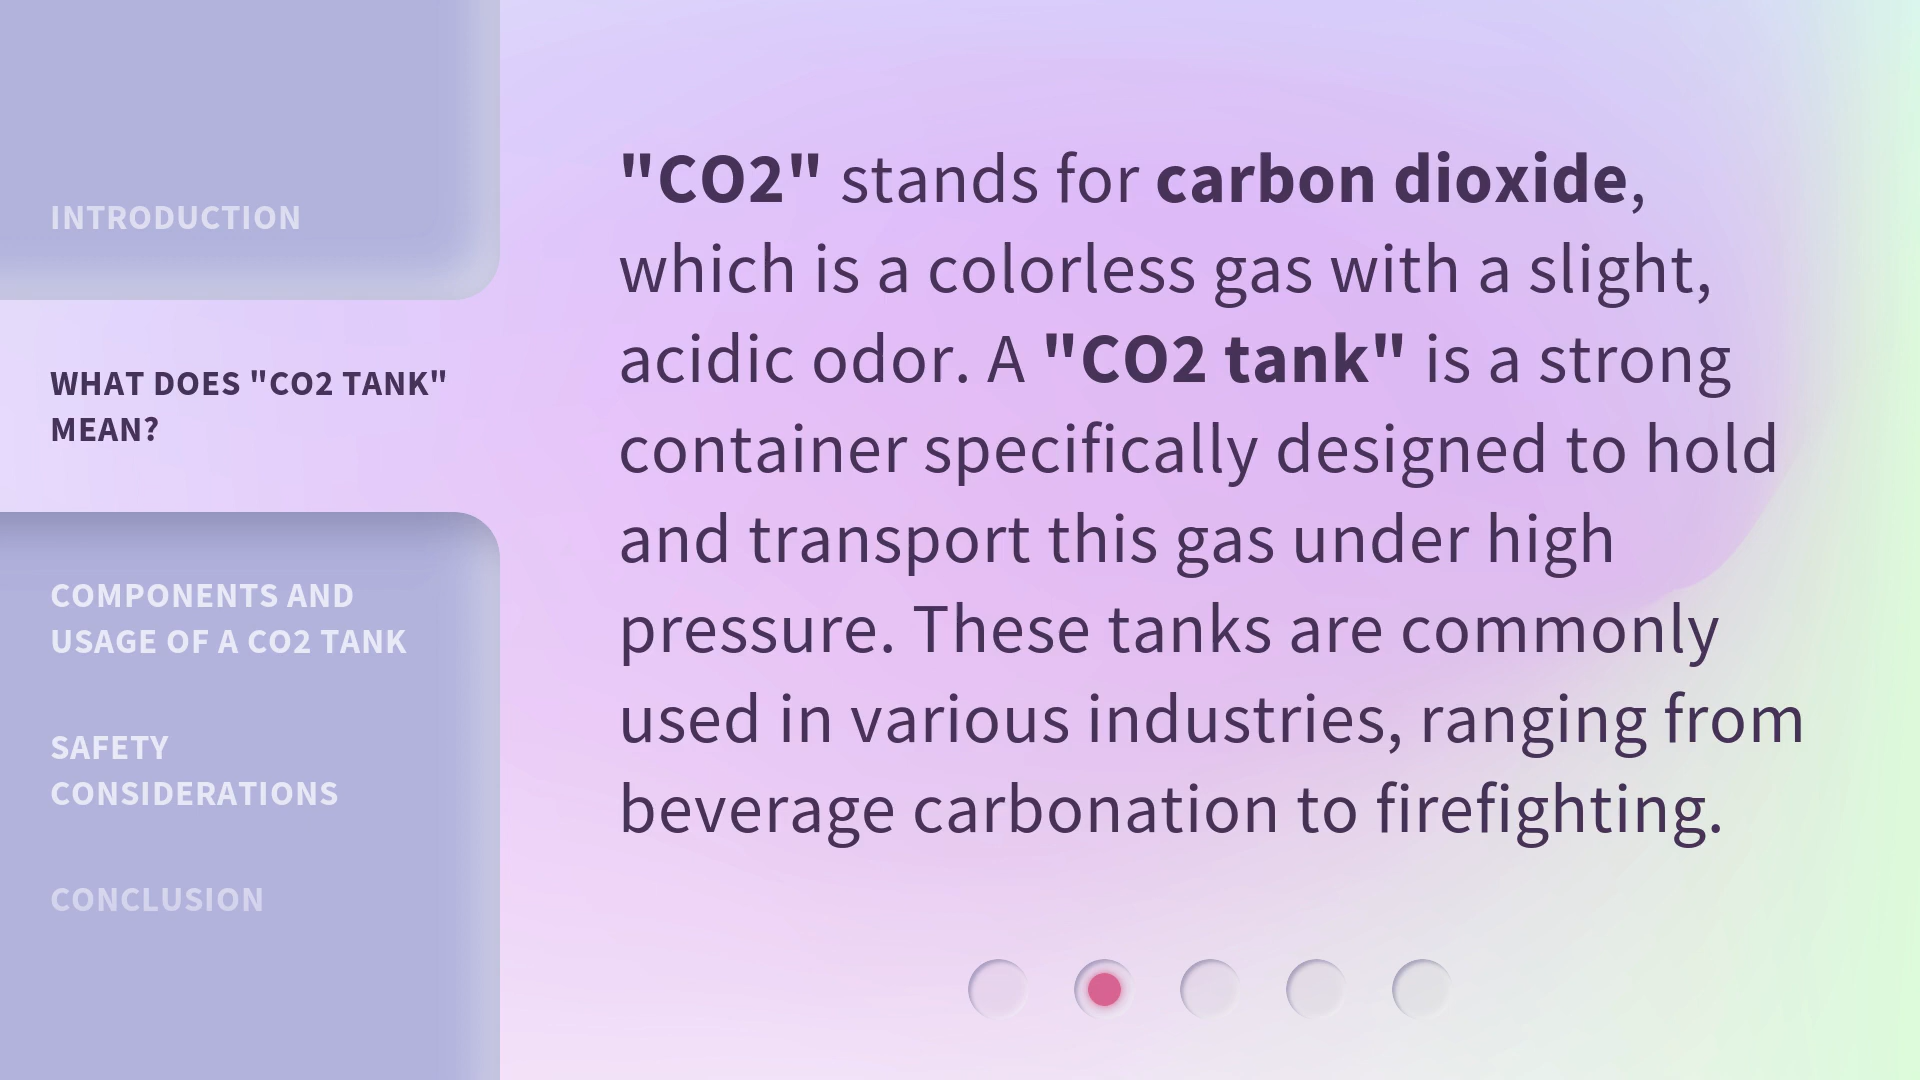 INTRODUCTION
WHAT DOES "CO2 TANK"
MEAN?
COMPONENTS AND
USAGE OF A CO2 TANK
SAFETY
CONSIDERATIONS
CONCLUSION
"CO2" stands for carbon dioxide,
which is a colorless gas with a slight,
acidic odor. A "CO2 tank" is a strong
container specifically designed to hold
and transport this gas under high
pressure. These tanks are commonly
used in various industries, ranging from
beverage carbonation to firefighting.